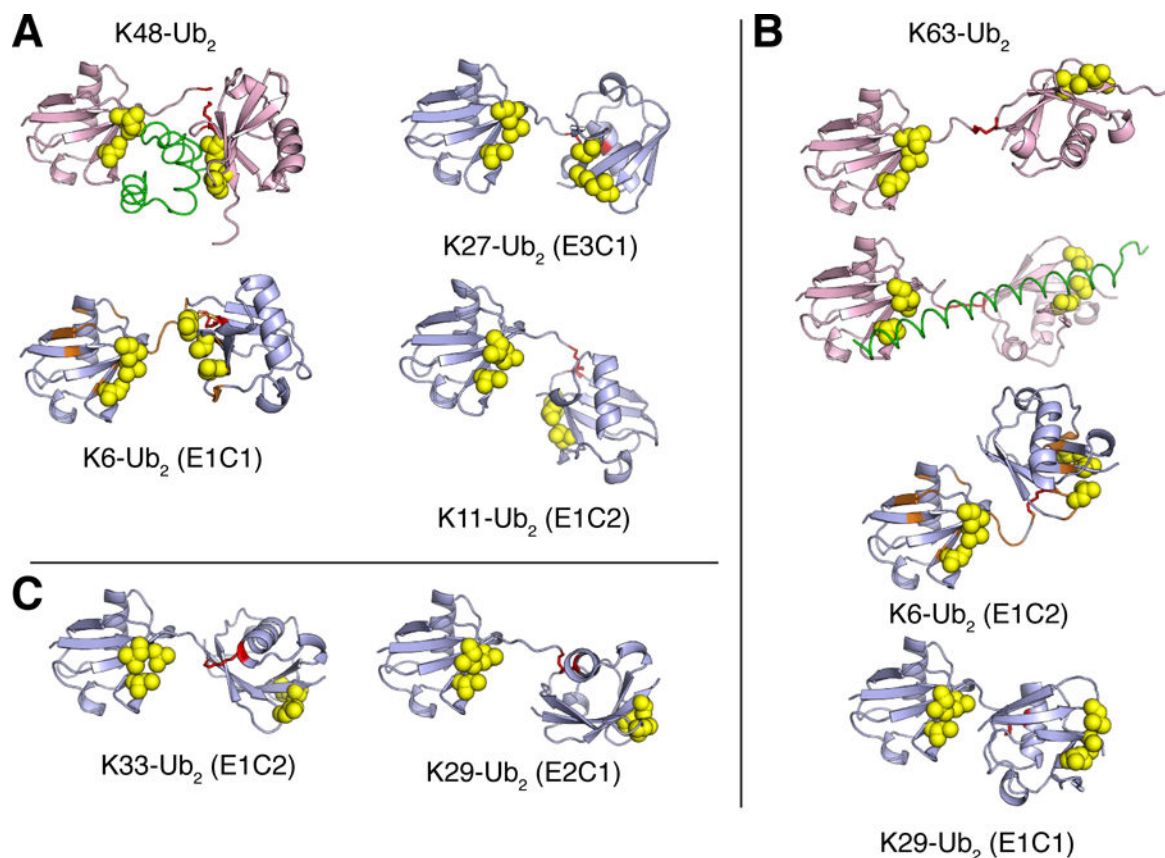 A
K48-Ub2
K27-Ub2 (E3C1)
K6-Ub2 (E1C1)
K11-Ub2 (E1C2)
B
K63-Ub2
K6-Ub2 (E1C2)
K29-Ub2 (E1C1)
C
K33-Ub2 (E1C2)
K29-Ub2 (E2C1)